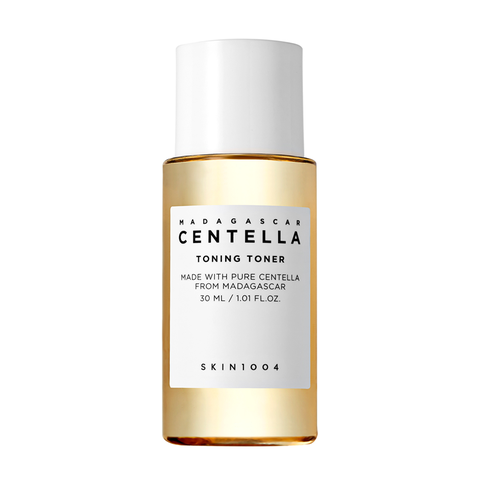 MADAGASCAR
CENTELLA
TONING TONER
MADE WITH PURE CENTELLA
FROM MADAGASCAR
30 ML / 1.01 FL.OZ.
SKIN1004